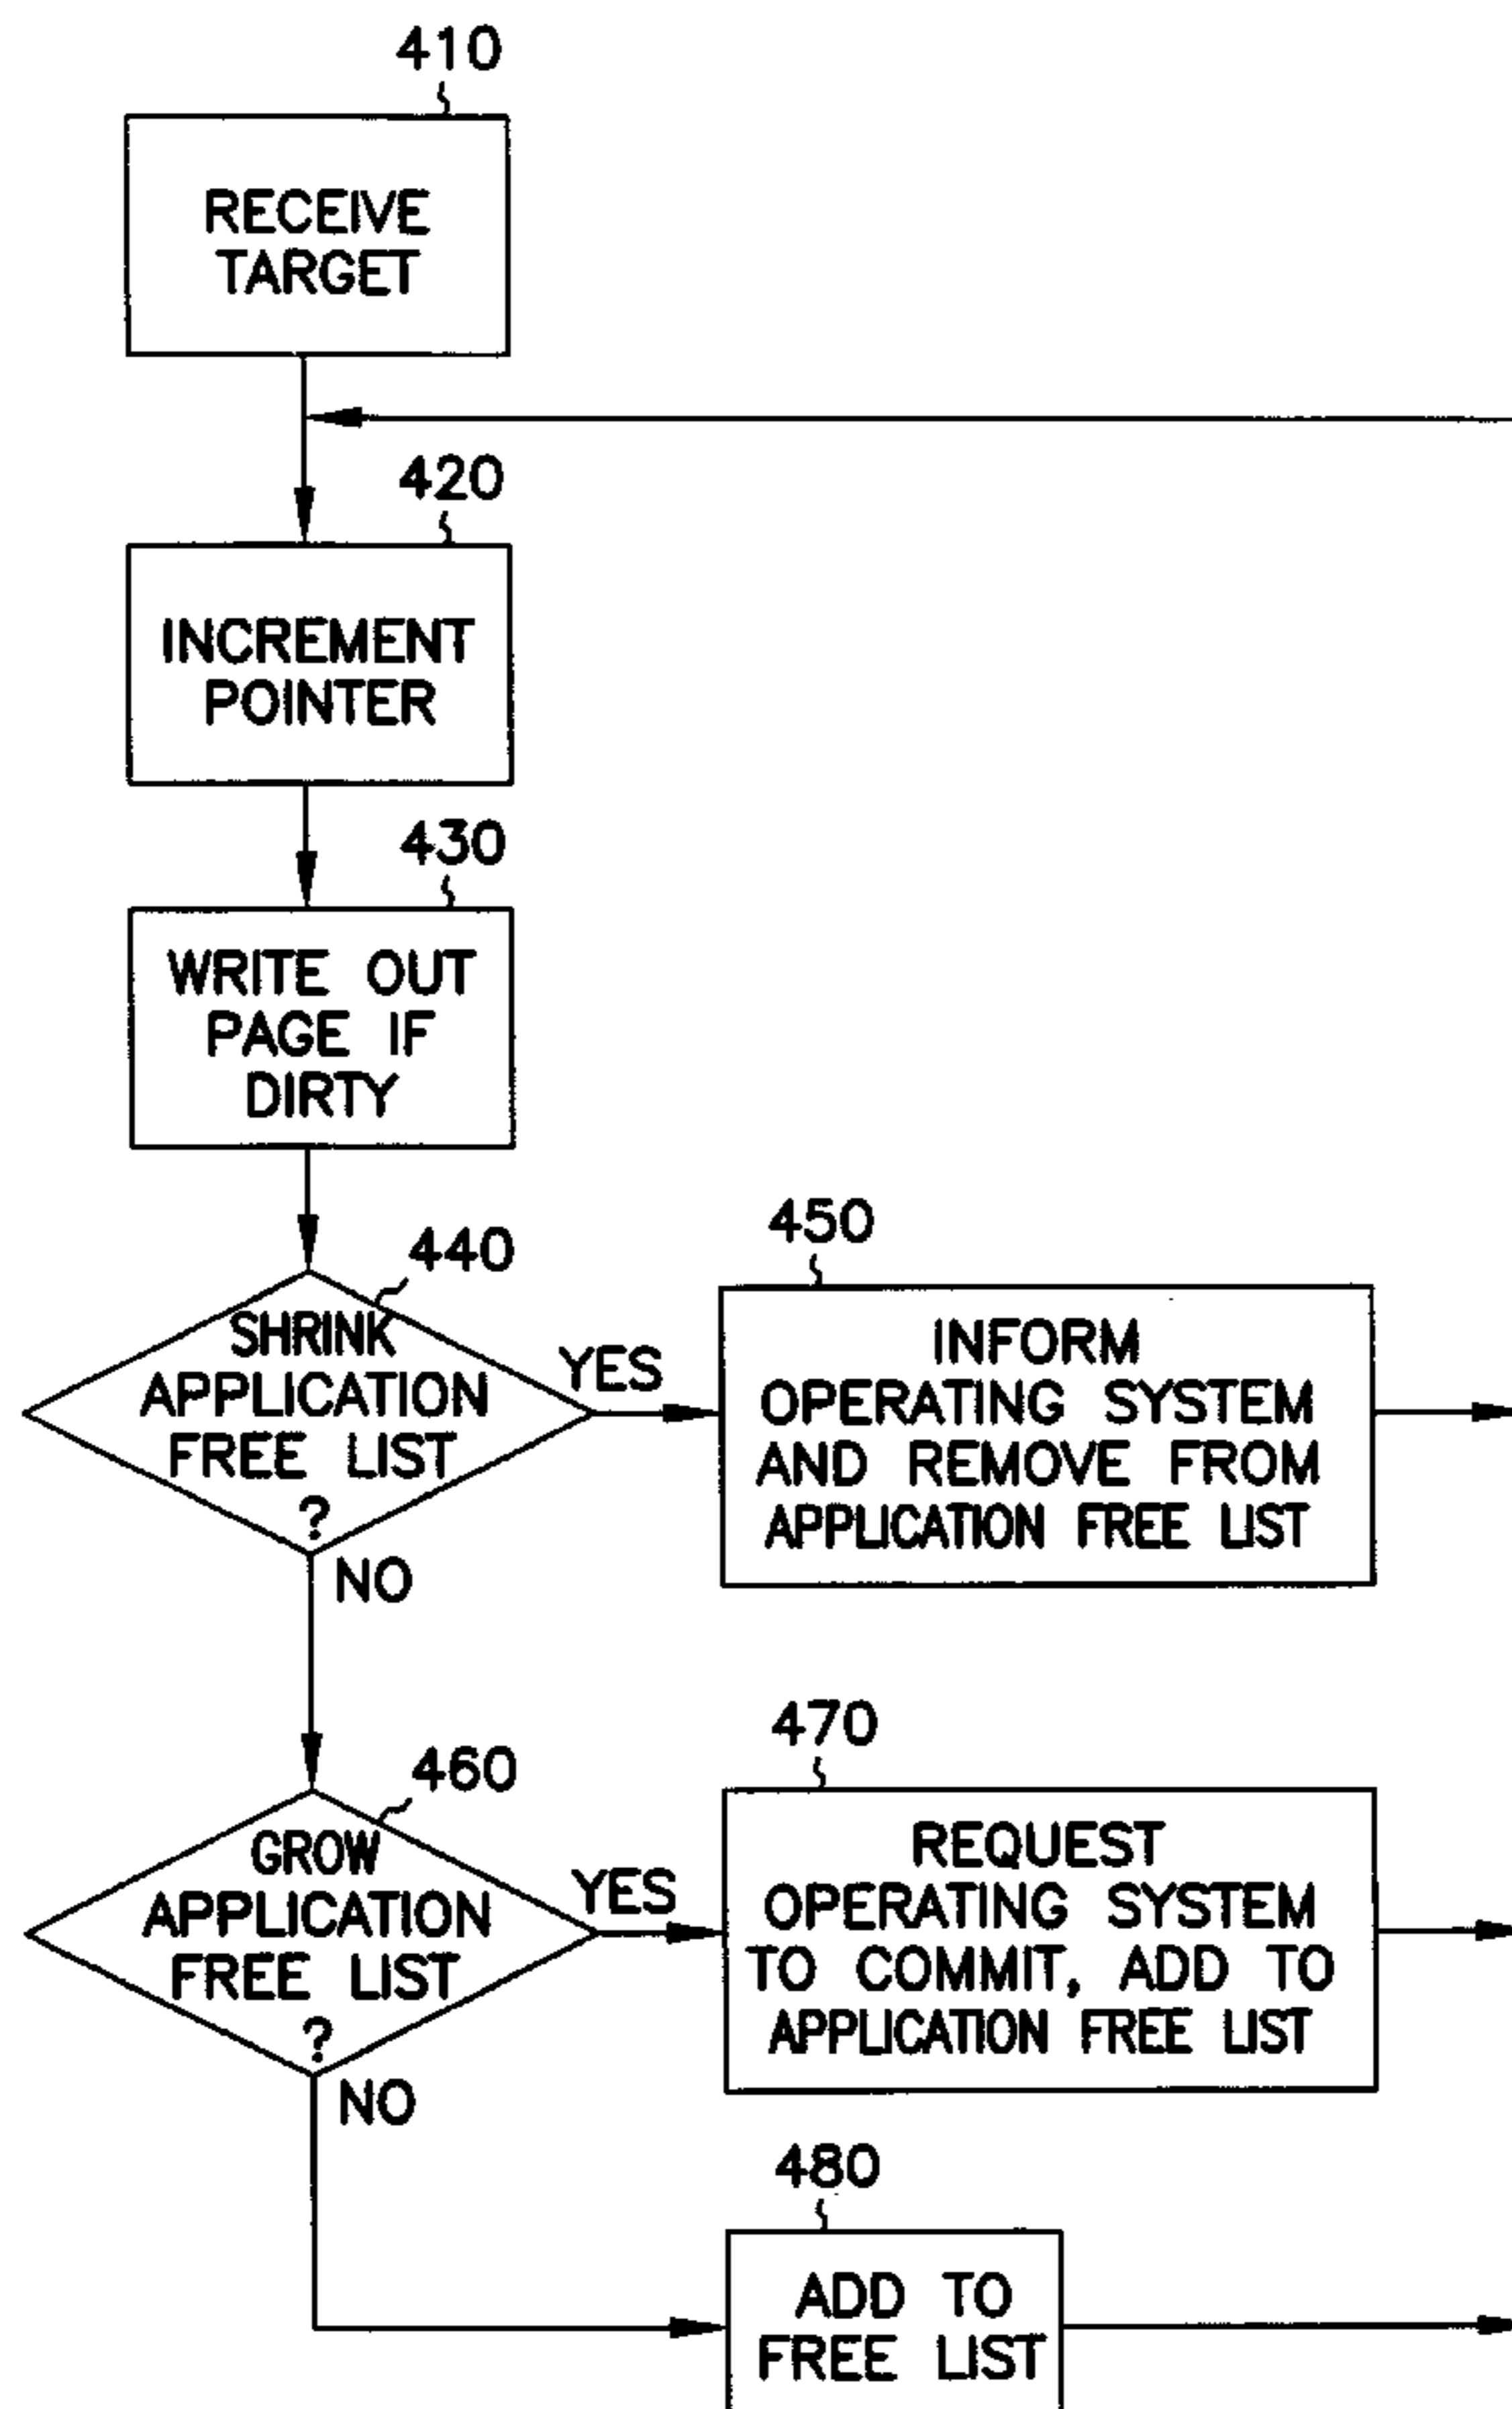 410
RECEIVE
TARGET
420
INCREMENT
POINTER
430
WRITE OUT
PAGE IF
DIRTY
440
SHRINK
APPLICATION
FREE LIST
?
YES
NO
450
INFORM
OPERATING SYSTEM
AND REMOVE FROM
APPLICATION FREE LIST
460
GROW
APPLICATION
FREE LIST
?
YES
NO
470
REQUEST
OPERATING SYSTEM
TO COMMIT, ADD TO
APPLICATION FREE LIST
480
ADD TO
FREE LIST